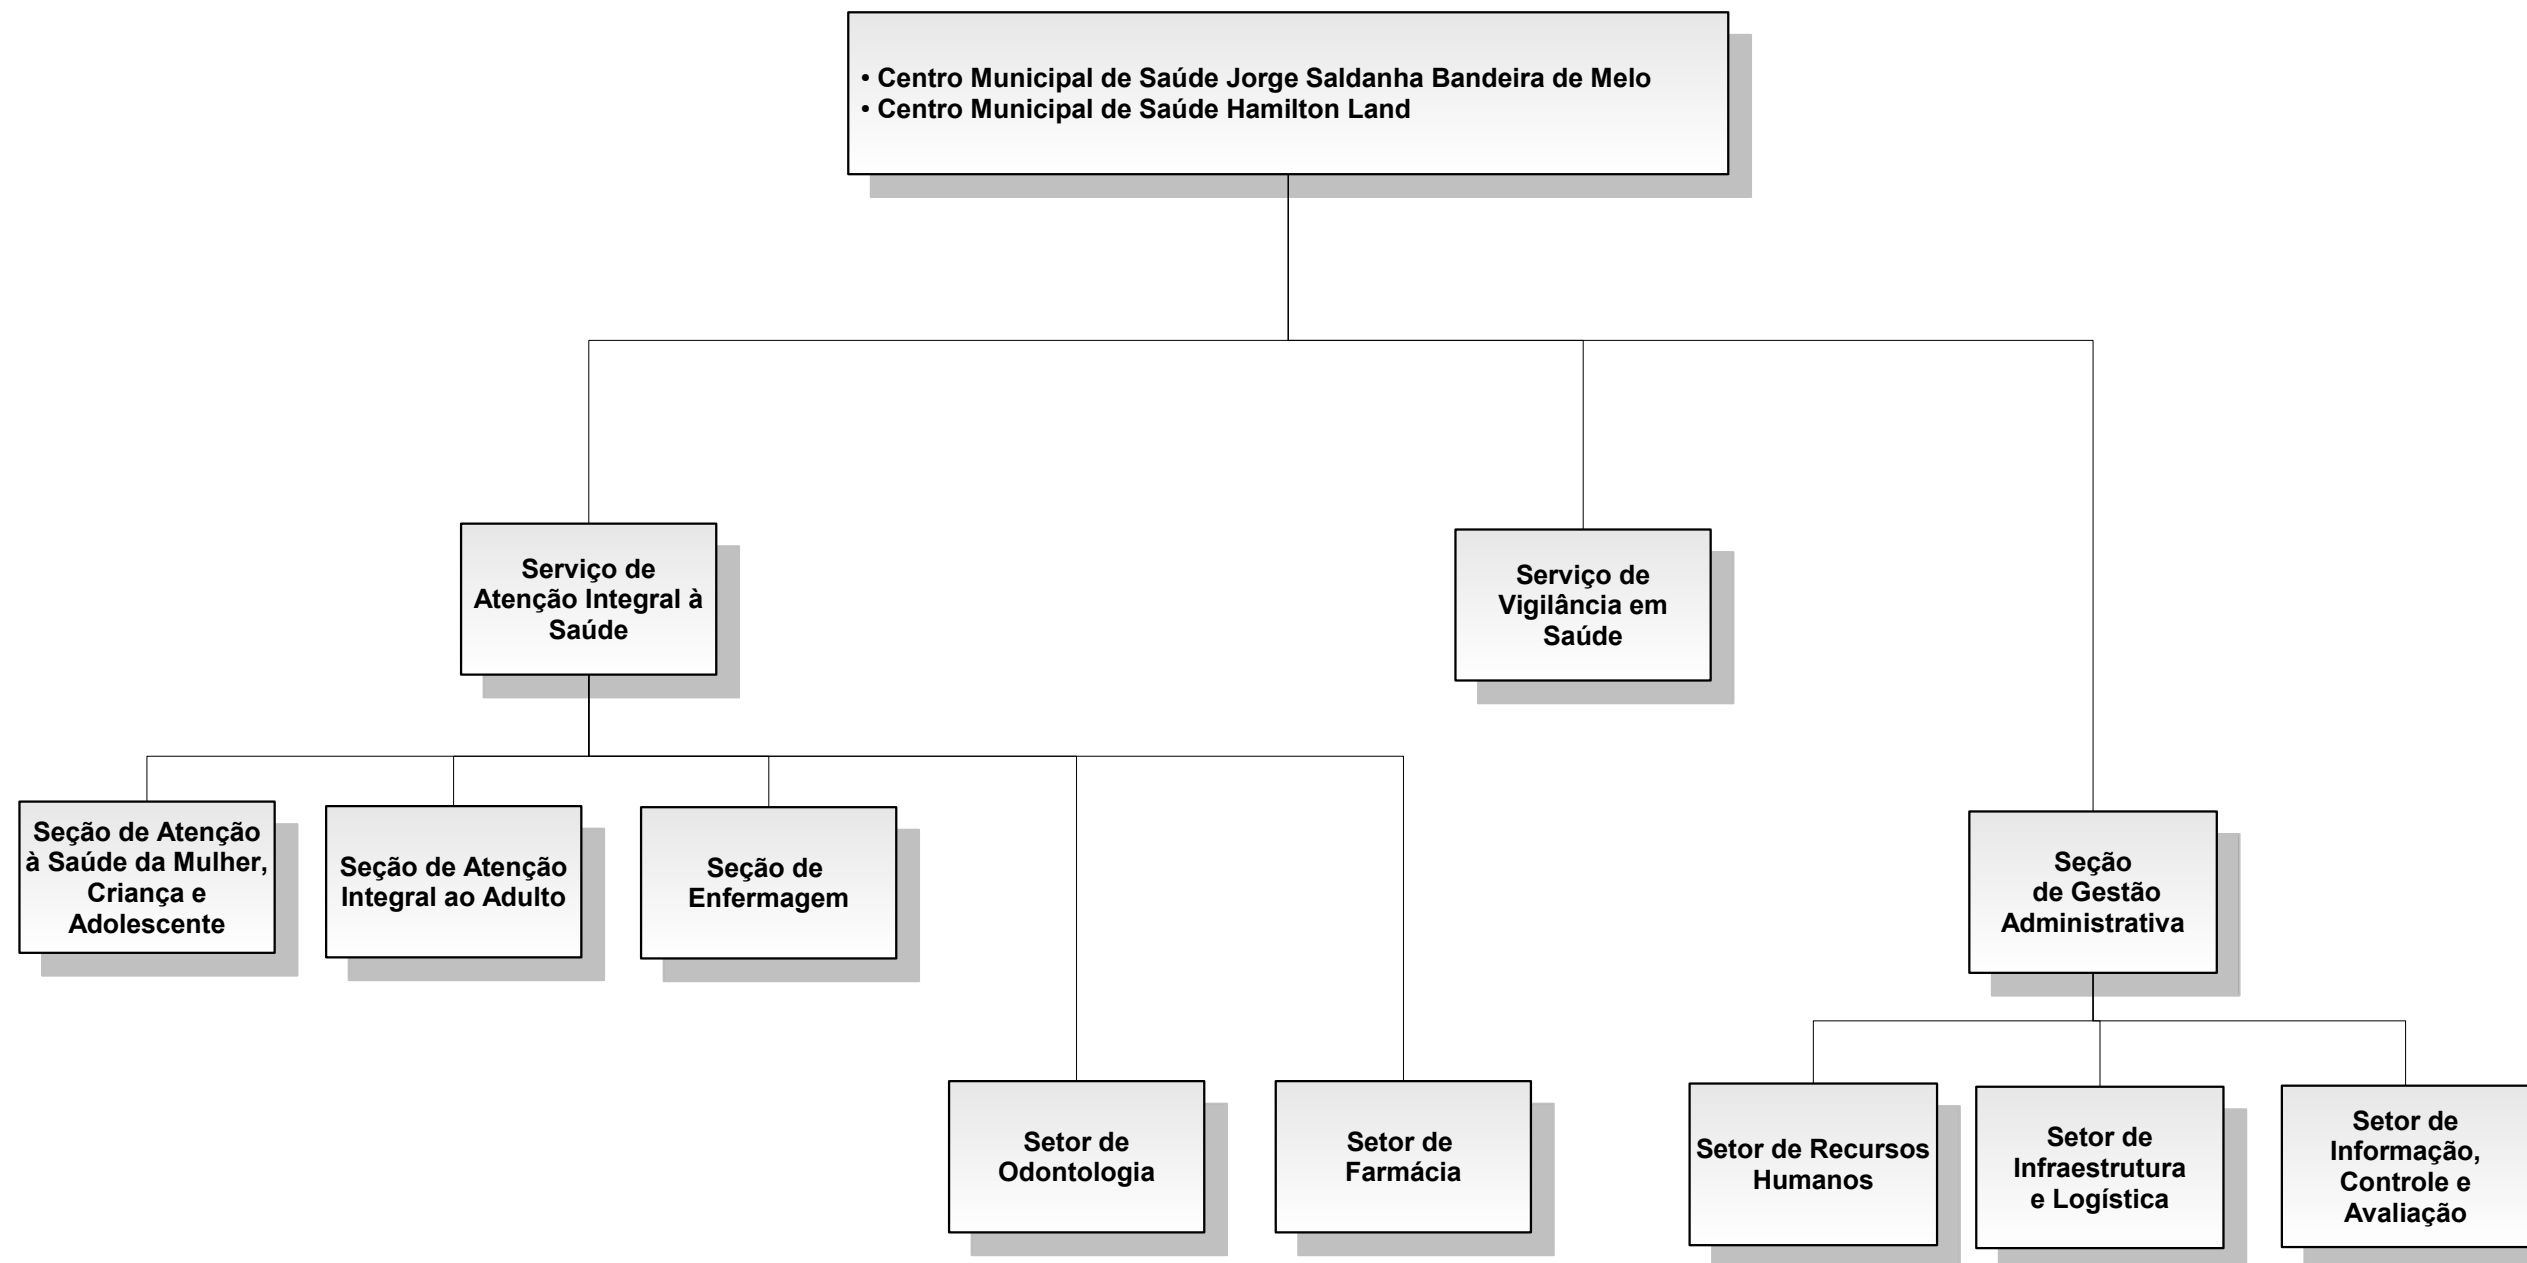 • Centro Municipal de Saúde Jorge Saldanha Bandeira de Melo
• Centro Municipal de Saúde Hamilton Land
Serviço de
Atenção Integral à
Saúde
Serviço de
Vigilância em
Saúde
Seção de Atenção
à Saúde da Mulher,
Criança e
Adolescente
Seção de Atenção
Integral ao Adulto
Seção de
Enfermagem
Seção
de Gestão
Administrativa
Setor de
Odontologia
Setor de
Farmácia
Setor de Recursos
Humanos
Setor de
Infraestrutura
e Logística
Setor de
Informação,
Controle e
Avaliação